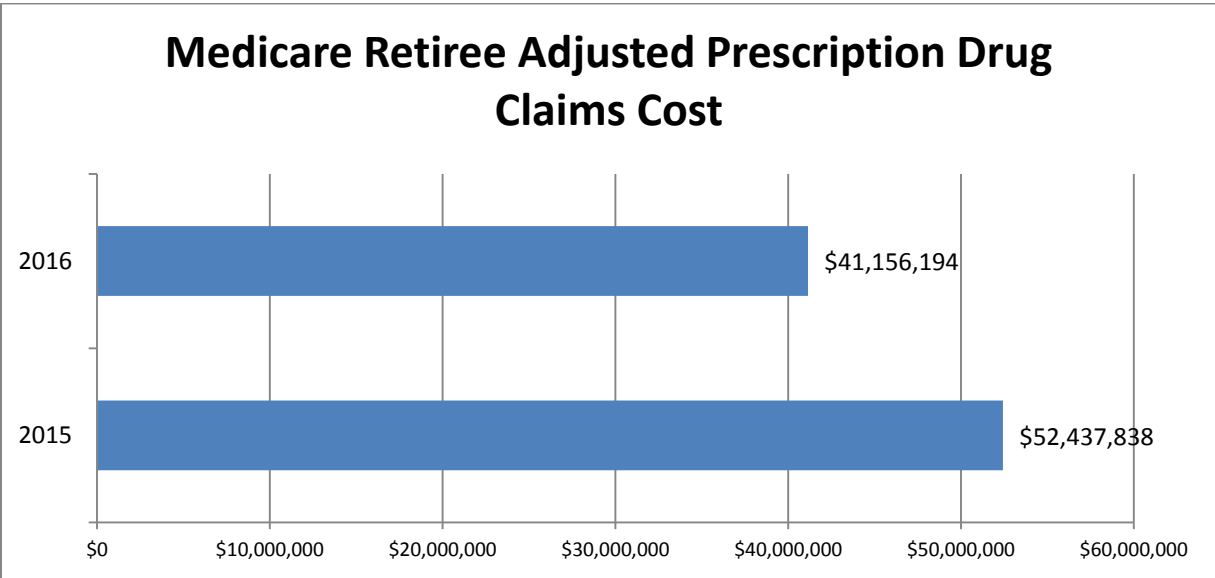 Medicare Retiree Adjusted Prescription Drug
Claims Cost
2016
$41,156,194
2015
$52,437,838
$0 $10,000,000 $20,000,000 $30,000,000 $40,000,000 $50,000,000 $60,000,000